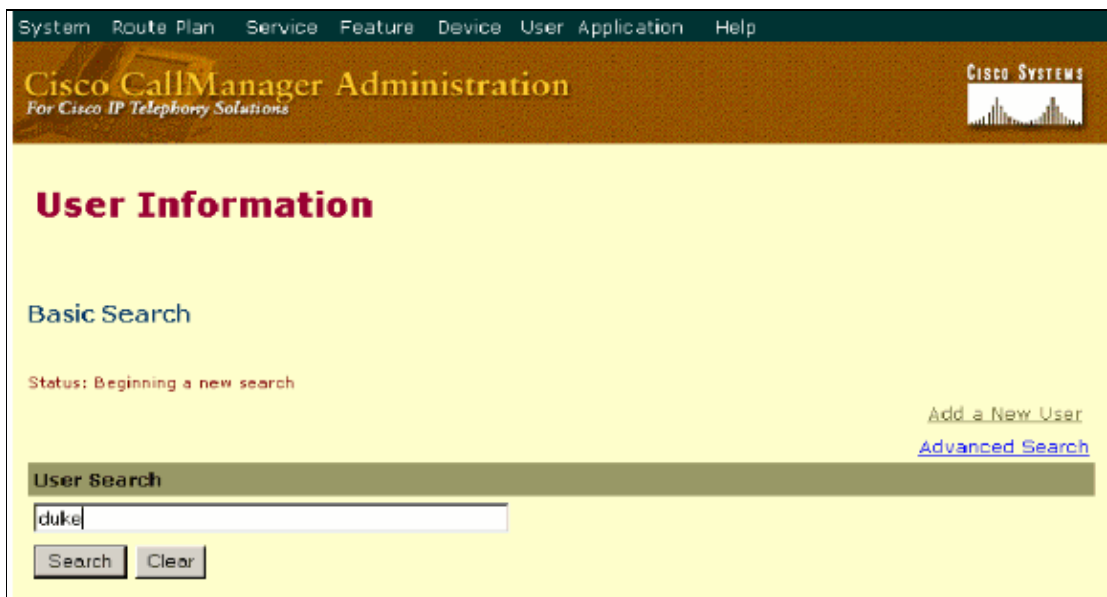 System Route Plan Service Feature Device User Application Help
Cisco CallManager Administration
For Cisco IP Telephony Solutions
CISCO SYSTEMS
User Information
Basic Search
Status: Beginning a new search
Add a New User
Advanced Search
User Search
duke
Search Clear